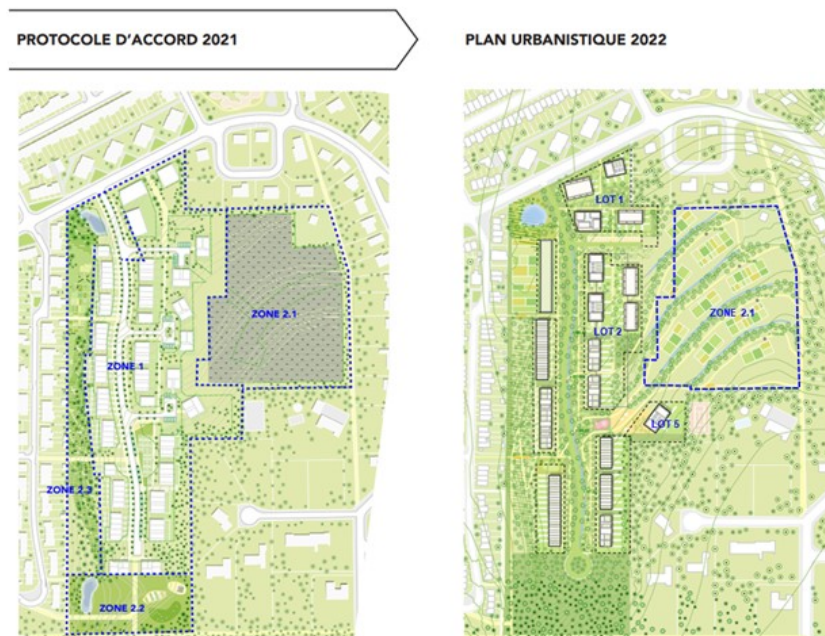 PROTOCOLE D'ACCORD 2021
PLAN URBANISTIQUE 2022
ZONE 2.1
ZONE 1
ZONE 2.3
ZONE 2.2
LOT 1
ZONE 2.1
LOT 2
LOT 5